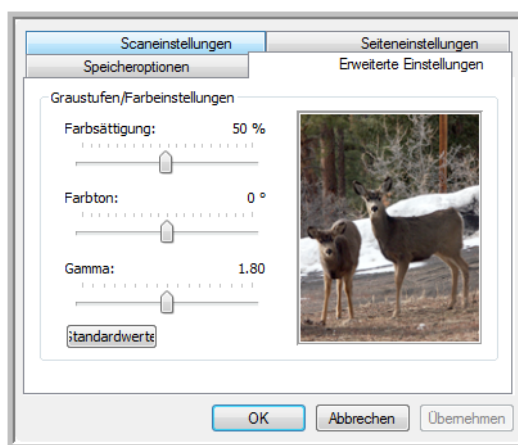 Scaneinstellungen Seiteneinstellungen
Speicheroptionen Erweiterte Einstellungen
Graustufen/Farbeinstellungen
Farbsättigung: 50 %
Farbton: 0 °
Gamma: 1.80
Standardwerte
OK Abbrechen Übernehmen